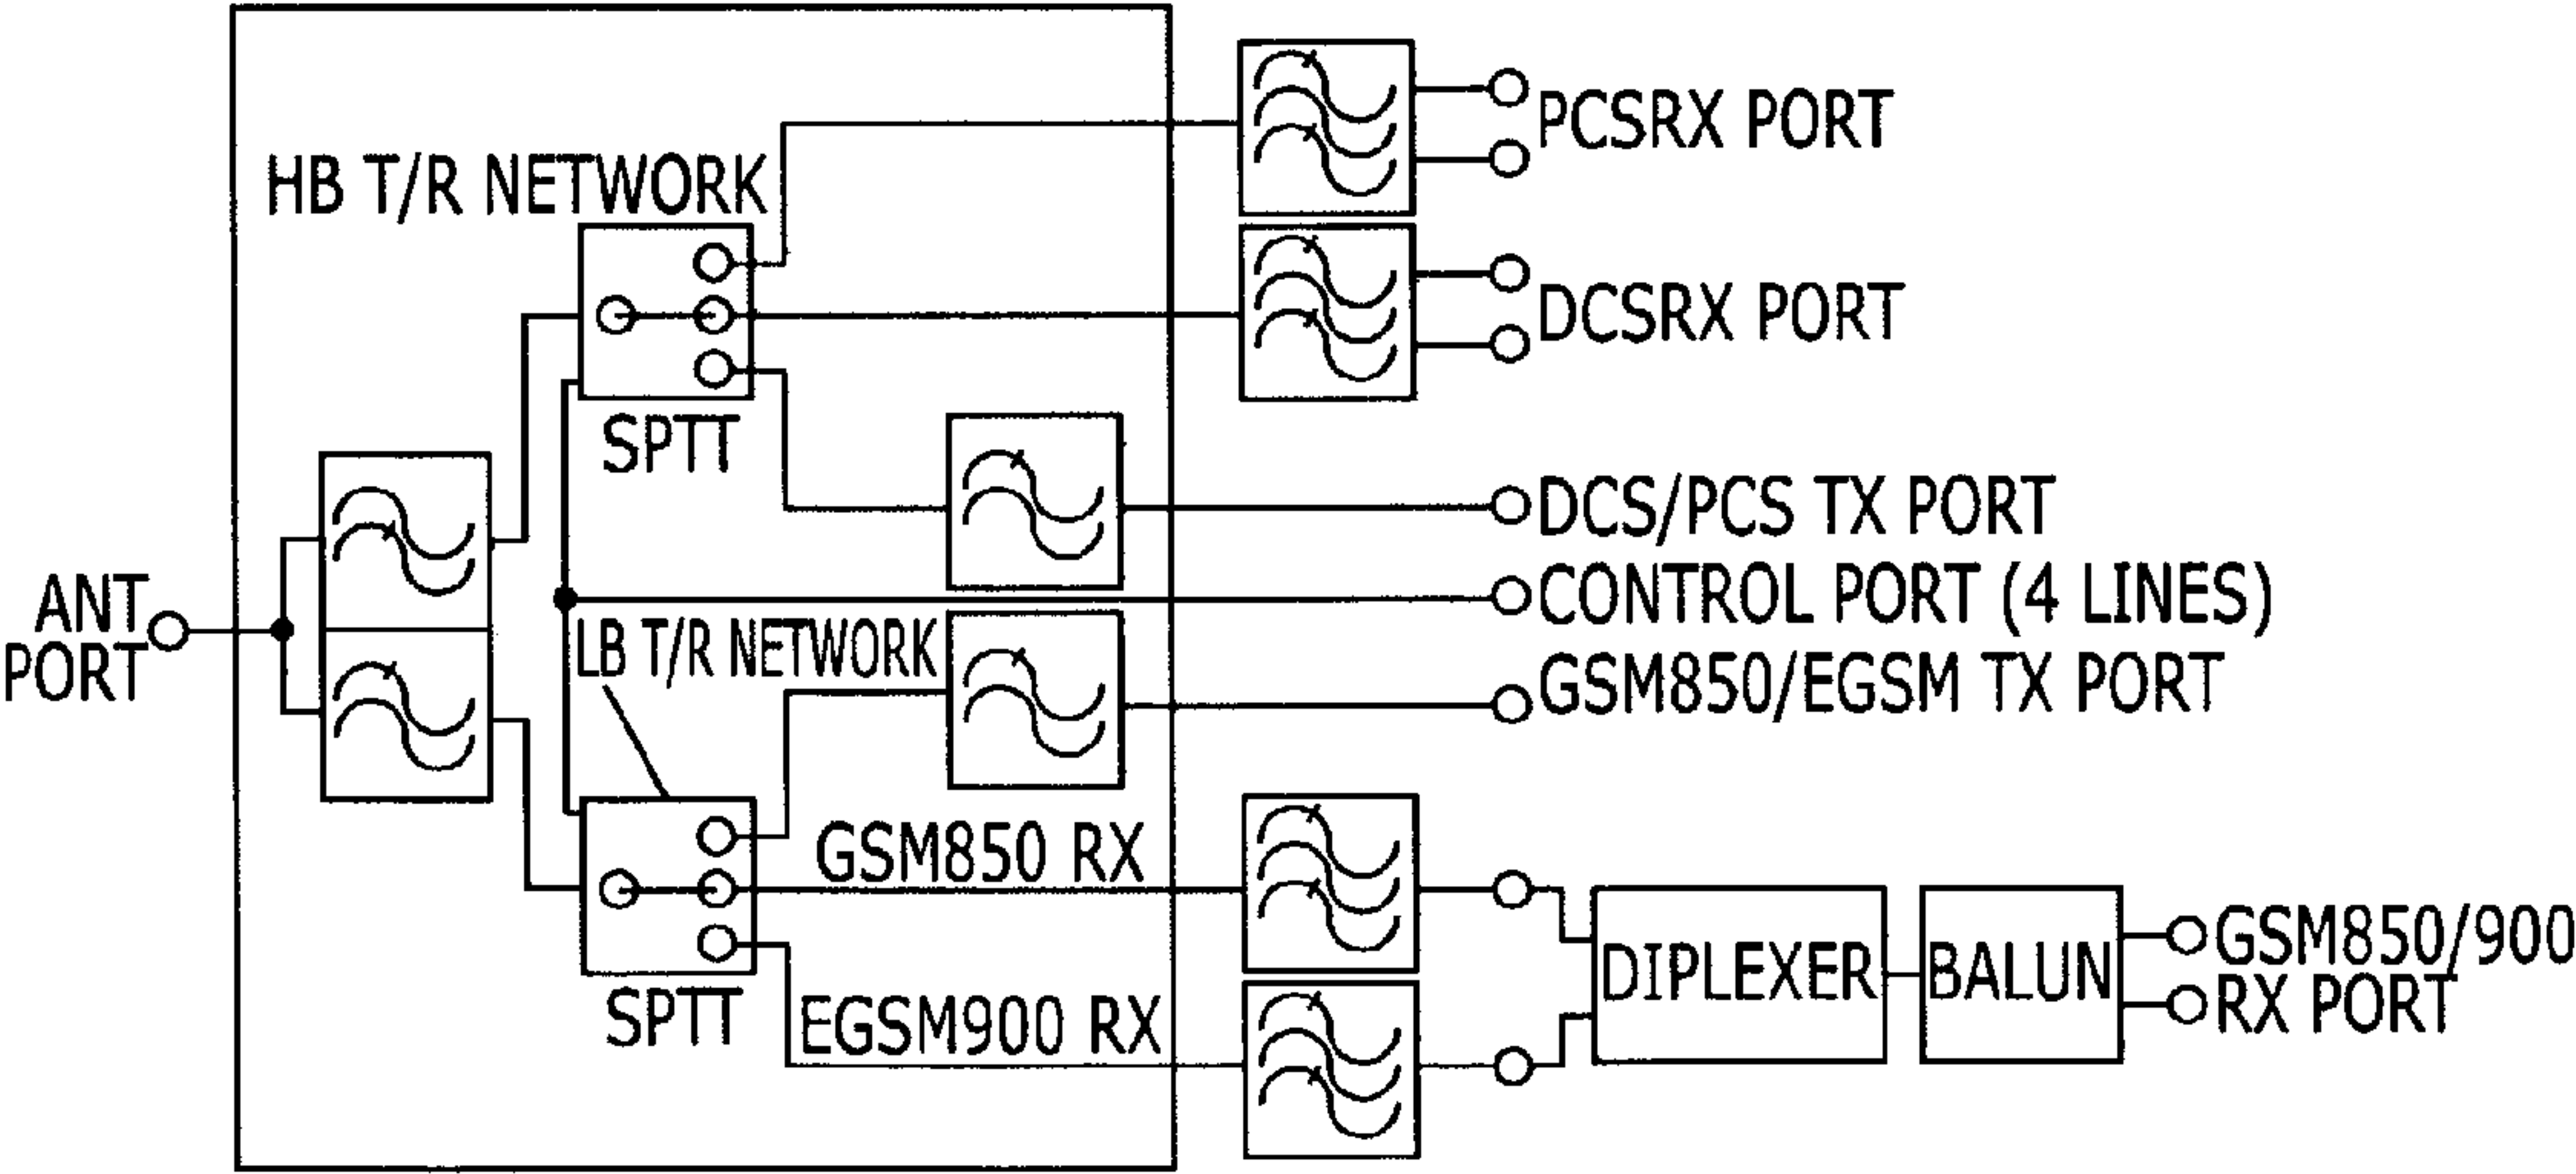 PCSRX PORT
HB T/R NETWORK
DCSRX PORT
SPTT
DCS/PCS TX PORT
ANT
PORT
CONTROL PORT (4 LINES)
LB T/R NETWORK
GSM850/EGSM TX PORT
GSM850 RX
DIPLEXER
BALUN
GSM850/900
RX PORT
SPTT
EGSM900 RX